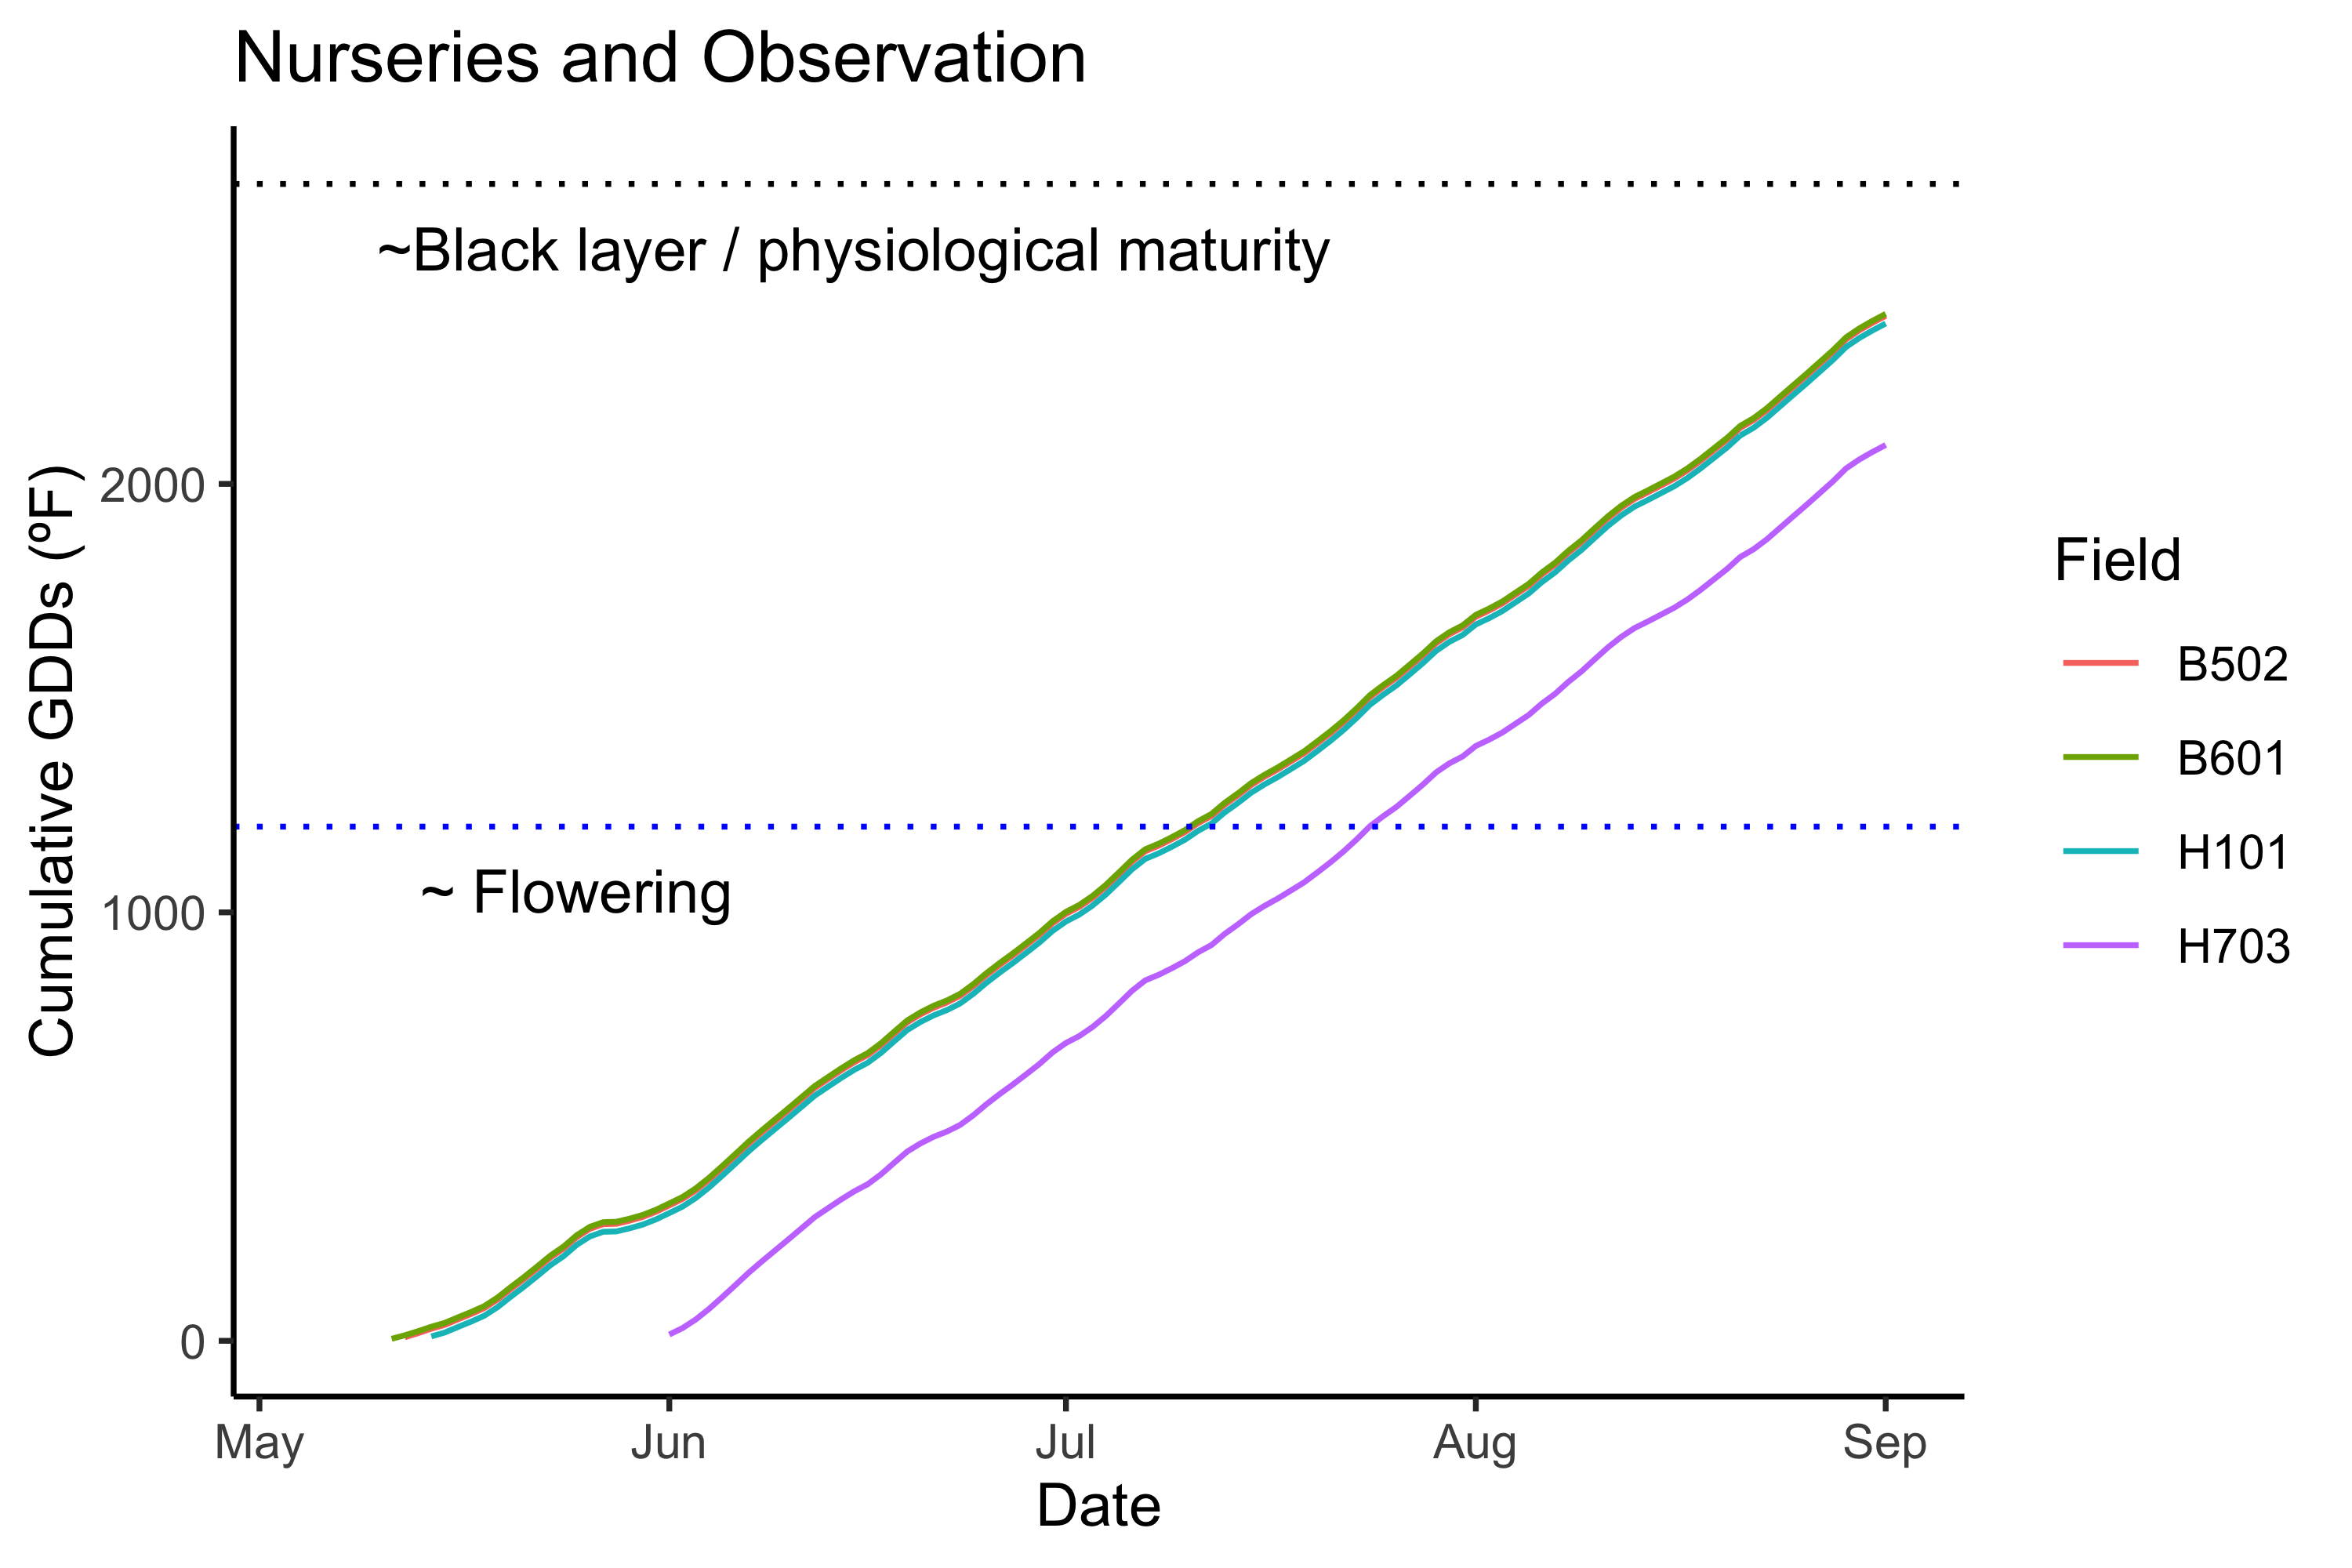 Nurseries and Observation
~Black layer / physiological maturity
~ Flowering
Cumulative GDDs (ºF)
2000
1000
0
May
Jun
Jul
Aug
Sep
Date
Field
B502
B601
H101
H703